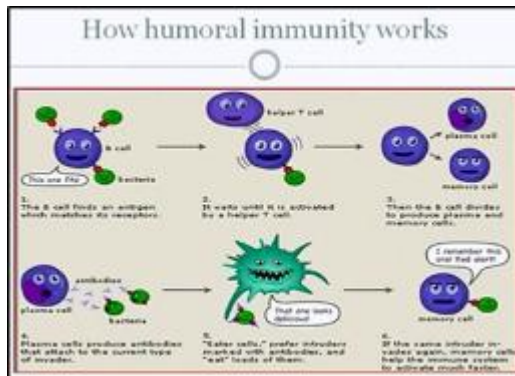 How humoral immunity works
B cell
This one fits!
bacteria
1.
The B cell finds an antigen
which matches its receptors.
helper T cell
2.
It waits until it is activated
by a helper T cell.
plasma cell
memory
cell
3.
Then the B cell divides
to produce plasma and
memory cells.
antibodies
plasma cell
bacteria
4.
Plasma cells produce antibodies
that attach to the current type
of invader.
That one looks
delicious!
5.
"Eater cells," prefer intruders
marked with antibodies, and
"eat" loads of them.
I remember this
one! Red alert!
memory cell
6.
If the same intruder in-
vades again, memory cells
help the immune system
to activate much faster.